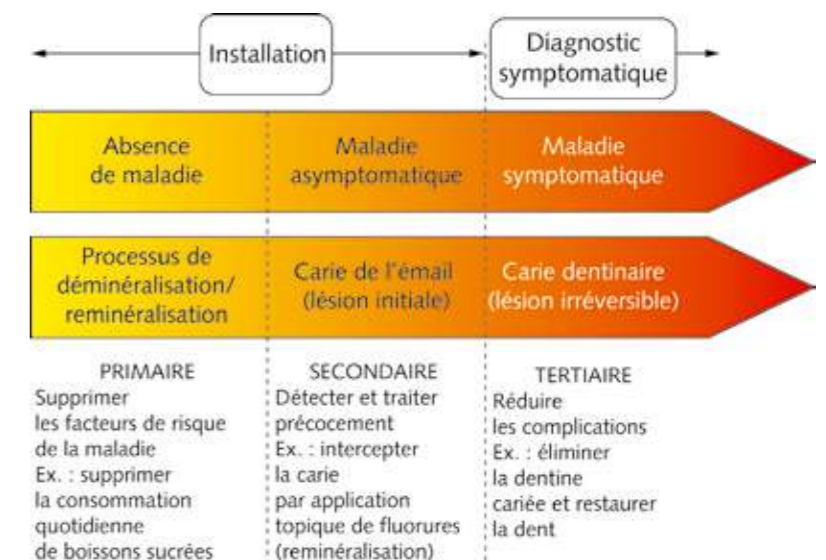 Installation
Diagnostic
symptomatique
Absence
de maladie
Maladie
asymptomatique
Maladie
symptomatique
Processus de
déminéralisation/
reminéralisation
Carie de l'émail
(lésion initiale)
Carie dentinaire
(lésion irréversible)
PRIMAIRE
Supprimer
les facteurs de risque
de la maladie
Ex. : supprimer
la consommation
quotidienne
de boissons sucrées
SECONDAIRE
Détecter et traiter
précocement
Ex. : intercepter
la carie
par application
topique de fluorures
(reminéralisation)
TERTIAIRE
Réduire
les complications
Ex. : éliminer
la dentine
cariée et restaurer
la dent